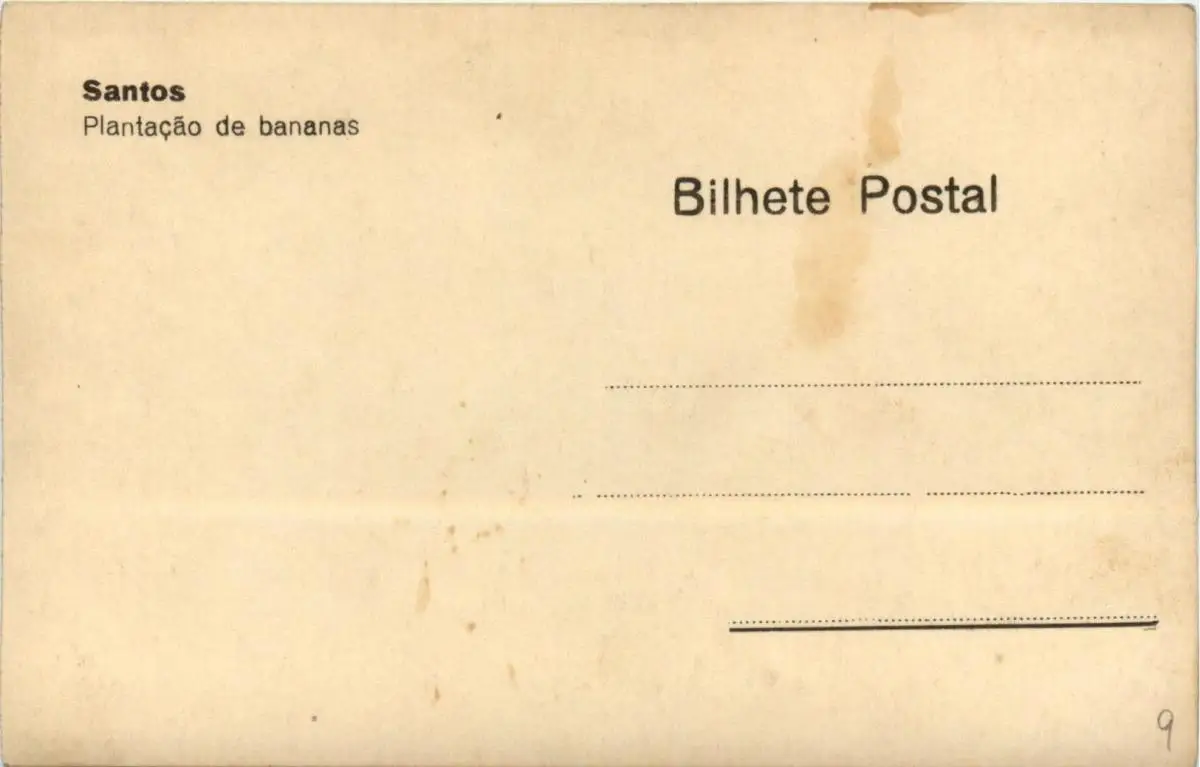 Santos
Plantação de bananas
Bilhete Postal
9